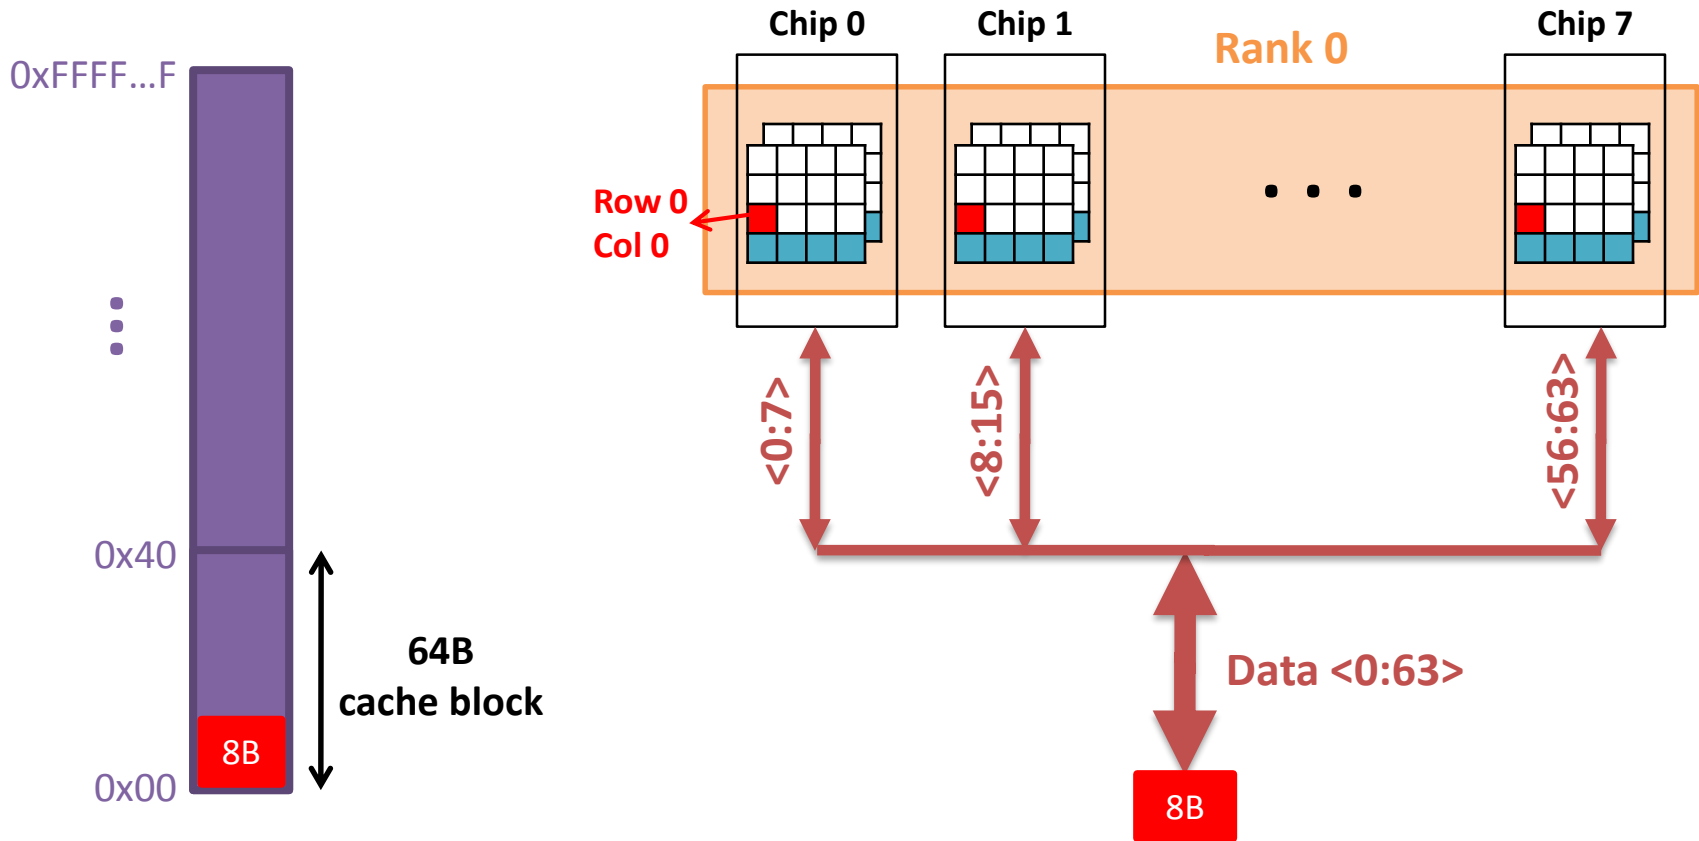 Chip 0
Chip 1
Chip 7
Rank 0
0xFFFF...F
Row 0
Col 0
<0:7>
<8:15>
<56:63>
0x40
64B
cache block
Data <0:63>
8B
0x00
8B